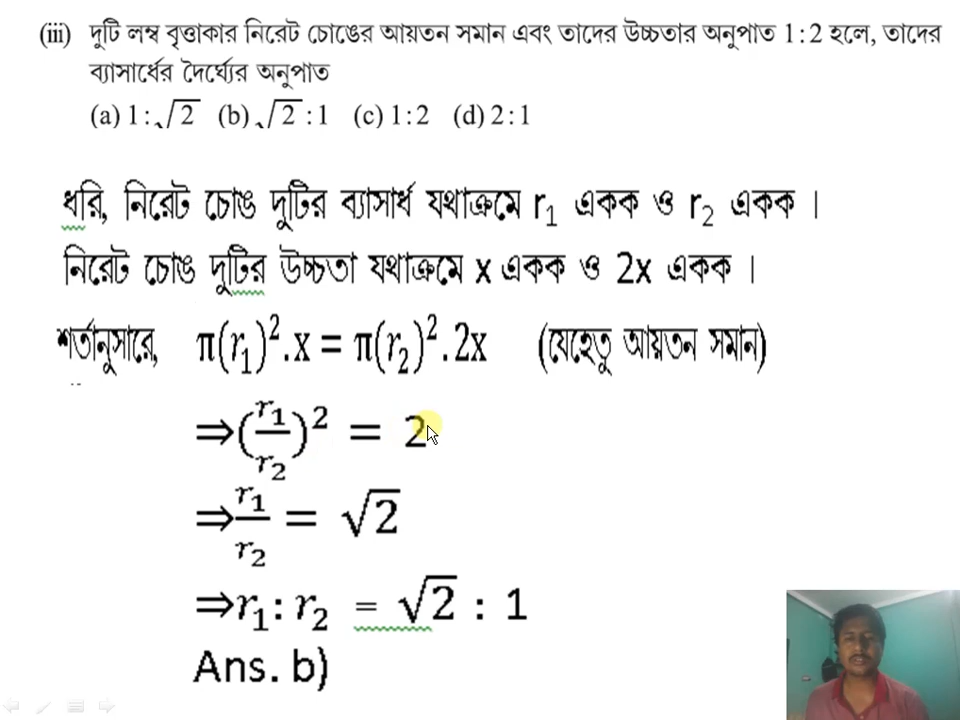 (iii) দুটি লম্ব বৃত্তাকার নিরেট চোঙের আয়তন সমান এবং তাদের উচ্চতার অনুপাত 1 : 2 হলে, তাদের
ব্যাসার্ধের দৈর্ঘ্যের অনুপাত
(a) 1 : √2 (b) √2 : 1 (c) 1 : 2 (d) 2 : 1
ধরি, নিরেট চোঙ দুটির ব্যাসার্ধ যথাক্রমে r₁ একক ও r₂ একক ।
নিরেট চোঙ দুটির উচ্চতা যথাক্রমে x একক ও 2x একক ।
শর্তানুসারে, π(r₁)².x = π(r₂)².2x (যেহেতু আয়তন সমান)
⇒(r₁/r₂)² = 2
⇒r₁/r₂ = √2
⇒r₁ : r₂ = √2 : 1
Ans. b)